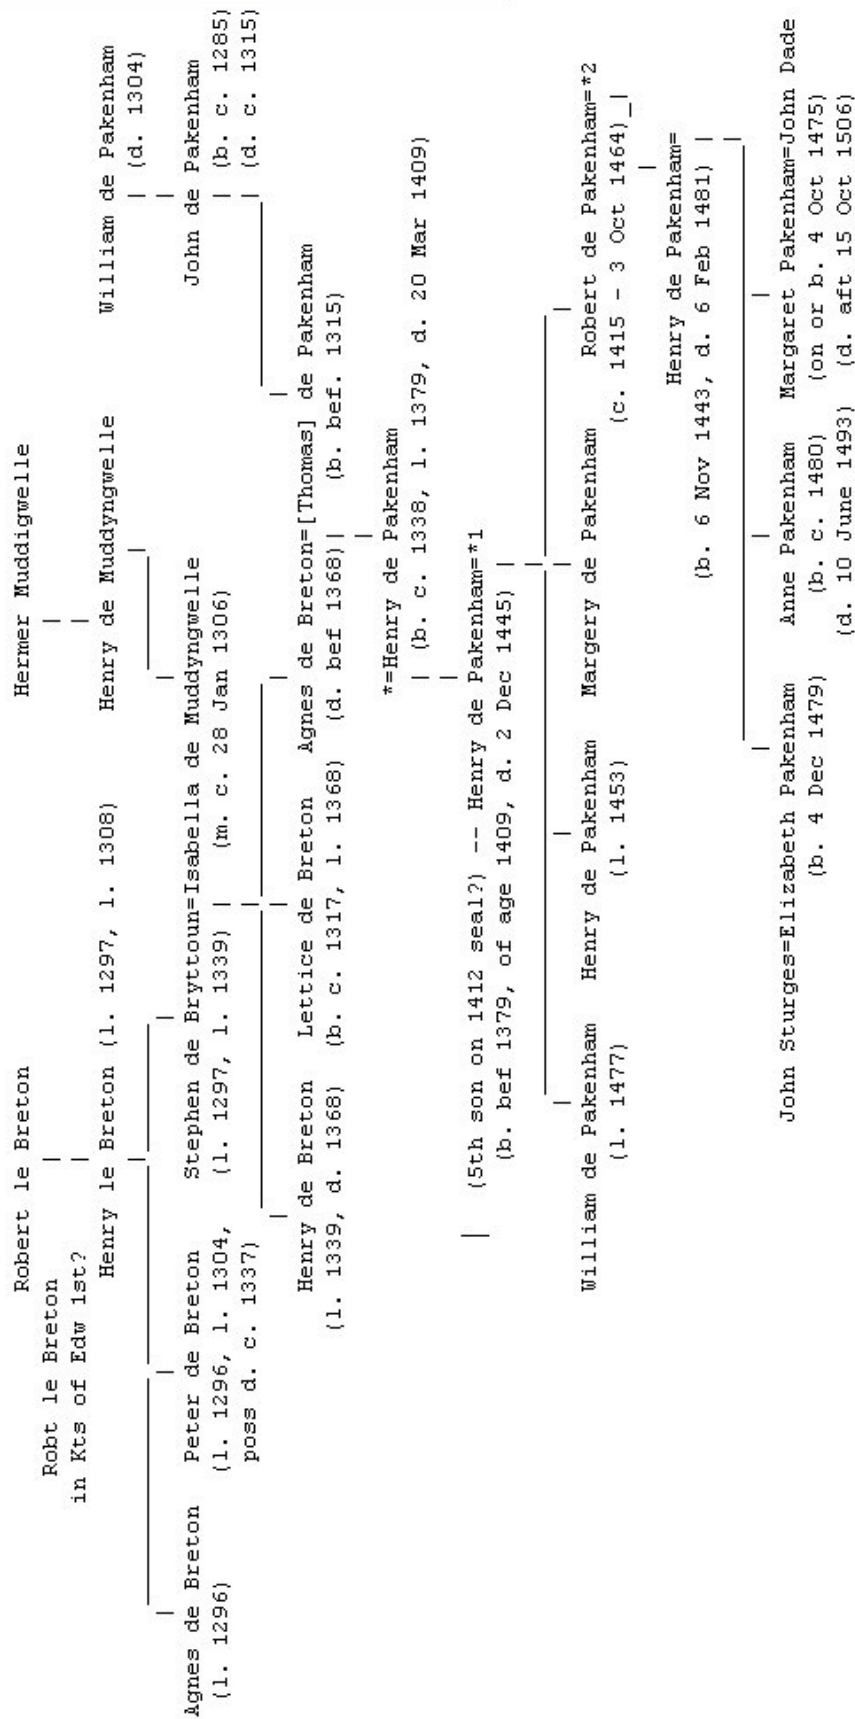 Robert le Breton Hermer Muddigwelle
Robt le Breton | |
in Kts of Edw 1st? | | William de Pakenham
Henry le Breton (l. 1297, l. 1308) Henry de Muddyngwelle | (d. 1304)
| | |
Agnes de Breton Peter de Breton Stephen de Bryttoun=Isabella de Muddyngwelle John de Pakenham
(l. 1296) (l. 1296, l. 1304, (l. 1297, l. 1339) | (m. c. 28 Jan 1306) | (b. c. 1285)
poss d. c. 1337) | | (d. c. 1315)
Henry de Breton Lettice de Breton Agnes de Breton=[Thomas] de Pakenham
(l. 1339, d. 1368) (b. c. 1317, l. 1368) (d. bef 1368)| (b. bef. 1315)
|
*=Henry de Pakenham
| (b. c. 1338, l. 1379, d. 20 Mar 1409)
|
| (5th son on 1412 seal?) -- Henry de Pakenham=*1
(b. bef 1379, of age 1409, d. 2 Dec 1445) |
|
William de Pakenham Henry de Pakenham Margery de Pakenham Robert de Pakenham=*2
(l. 1477) (l. 1453) (c. 1415 - 3 Oct 1464)_|
|
Henry de Pakenham=
(b. 6 Nov 1443, d. 6 Feb 1481) |
|
John Sturges=Elizabeth Pakenham Anne Pakenham Margaret Pakenham=John Dade
(b. 4 Dec 1479) (b. c. 1480) (on or b. 4 Oct 1475)
(d. 10 June 1493) (d. aft 15 Oct 1506)